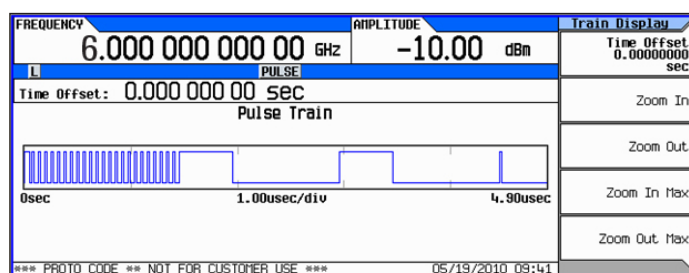 FREQUENCY
6.000 000 000 00 GHz
AMPLITUDE
-10.00 dBm
L
PULSE
Time Offset: 0.000 000 00 sec
Pulse Train
0sec
1.00usec/div
4.90usec
*** PROTO CODE ** NOT FOR CUSTOMER USE ***
05/19/2010 09:41
Train Display
Time Offset
0.00000000
sec
Zoom In
Zoom Out
Zoom In Max
Zoom Out Max